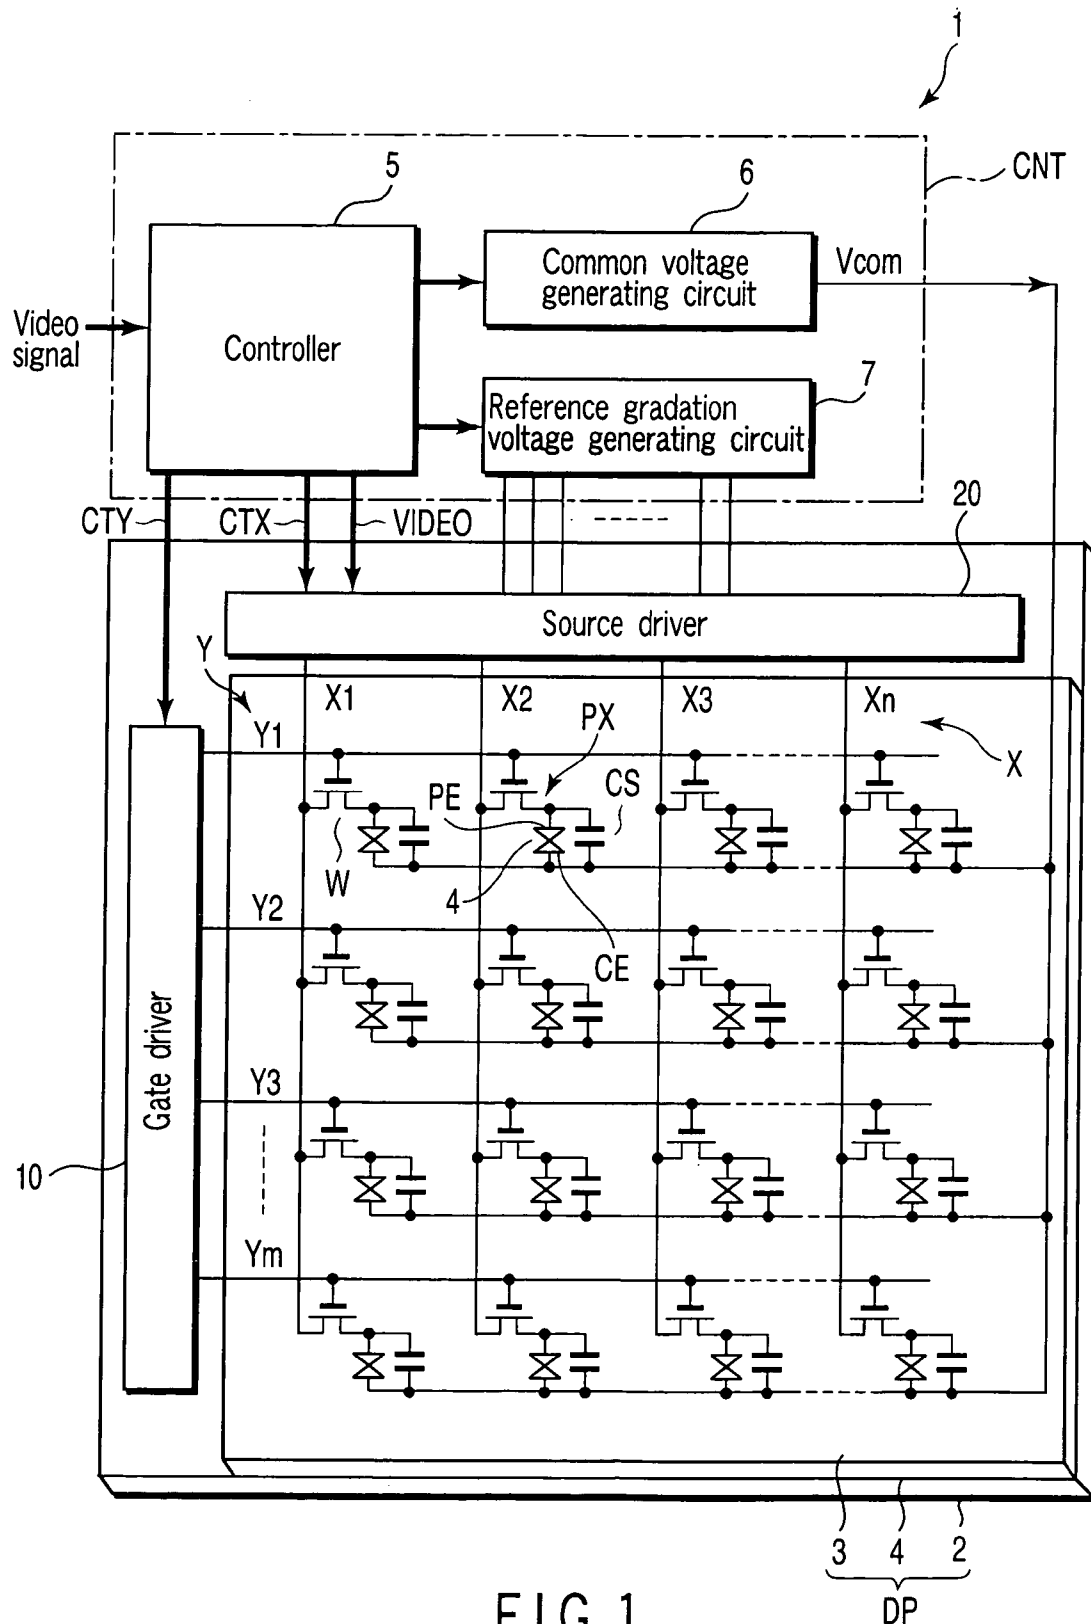 1
CNT
5
6
Common voltage
generating circuit
Vcom
Video
signal
Controller
7
Reference gradation
voltage generating circuit
CTY
CTX
VIDEO
20
Source driver
Y
X1
X2
X3
Xn
X
Y1
PX
PE
CS
W
4
CE
Y2
Gate driver
Y3
10
Ym
3
4
2
DP
FIG. 1